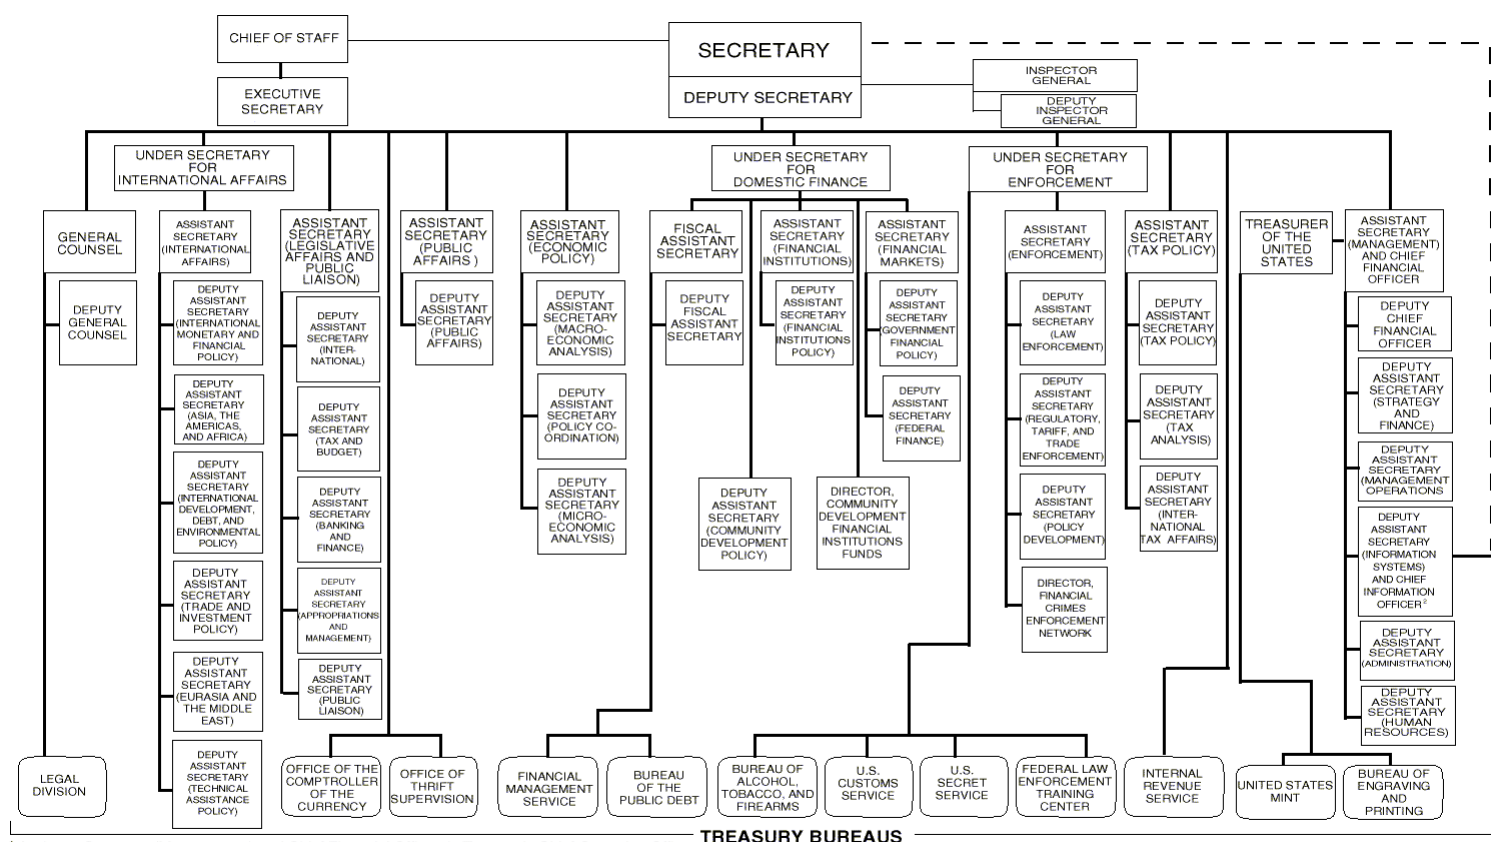 CHIEF OF STAFF
EXECUTIVE
SECRETARY
SECRETARY
DEPUTY SECRETARY
INSPECTOR
GENERAL
DEPUTY
INSPECTOR
GENERAL
UNDER SECRETARY
FOR
INTERNATIONAL AFFAIRS
UNDER SECRETARY
FOR
DOMESTIC FINANCE
UNDER SECRETARY
FOR
ENFORCEMENT
GENERAL
COUNSEL
DEPUTY
GENERAL
COUNSEL
ASSISTANT
SECRETARY
(INTERNATIONAL
AFFAIRS)
DEPUTY
ASSISTANT
SECRETARY
(INTERNATIONAL
MONETARY AND
FINANCIAL
POLICY)
DEPUTY
ASSISTANT
SECRETARY
(ASIA, THE
AMERICAS,
AND AFRICA)
DEPUTY
ASSISTANT
SECRETARY
(INTERNATIONAL
DEVELOPMENT,
DEBT, AND
ENVIRONMENTAL
POLICY)
DEPUTY
ASSISTANT
SECRETARY
(TRADE AND
INVESTMENT
POLICY)
DEPUTY
ASSISTANT
SECRETARY
(EURASIA AND
THE MIDDLE
EAST)
DEPUTY
ASSISTANT
SECRETARY
(TECHNICAL
ASSISTANCE
POLICY)
ASSISTANT
SECRETARY
(LEGISLATIVE
AFFAIRS AND
PUBLIC
LIAISON)
DEPUTY
ASSISTANT
SECRETARY
(INTER-
NATIONAL)
DEPUTY
ASSISTANT
SECRETARY
(TAX AND
BUDGET)
DEPUTY
ASSISTANT
SECRETARY
(BANKING
AND
FINANCE)
DEPUTY
ASSISTANT
SECRETARY
(APPROPRIATIONS
AND
MANAGEMENT)
DEPUTY
ASSISTANT
SECRETARY
(PUBLIC
LIAISON)
ASSISTANT
SECRETARY
(PUBLIC
AFFAIRS )
DEPUTY
ASSISTANT
SECRETARY
(PUBLIC
AFFAIRS)
ASSISTANT
SECRETARY
(ECONOMIC
POLICY)
DEPUTY
ASSISTANT
SECRETARY
(MACRO-
ECONOMIC
ANALYSIS)
DEPUTY
ASSISTANT
SECRETARY
(POLICY CO-
ORDINATION)
DEPUTY
ASSISTANT
SECRETARY
(MICRO-
ECONOMIC
ANALYSIS)
FISCAL
ASSISTANT
SECRETARY
DEPUTY
FISCAL
ASSISTANT
SECRETARY
DEPUTY
ASSISTANT
SECRETARY
(COMMUNITY
DEVELOPMENT
POLICY)
ASSISTANT
SECRETARY
(FINANCIAL
INSTITUTIONS)
DEPUTY
ASSISTANT
SECRETARY
(FINANCIAL
INSTITUTIONS
POLICY)
DIRECTOR,
COMMUNITY
DEVELOPMENT
FINANCIAL
INSTITUTIONS
FUNDS
ASSISTANT
SECRETARY
(FINANCIAL
MARKETS)
DEPUTY
ASSISTANT
SECRETARY
(GOVERNMENT
FINANCIAL
POLICY)
DEPUTY
ASSISTANT
SECRETARY
(FEDERAL
FINANCE)
ASSISTANT
SECRETARY
(ENFORCEMENT)
DEPUTY
ASSISTANT
SECRETARY
(LAW
ENFORCEMENT)
DEPUTY
ASSISTANT
SECRETARY
(REGULATORY,
TARIFF, AND
TRADE
ENFORCEMENT)
DEPUTY
ASSISTANT
SECRETARY
(POLICY
DEVELOPMENT)
DIRECTOR,
FINANCIAL
CRIMES
ENFORCEMENT
NETWORK
ASSISTANT
SECRETARY
(TAX POLICY)
DEPUTY
ASSISTANT
SECRETARY
(TAX POLICY)
DEPUTY
ASSISTANT
SECRETARY
(TAX
ANALYSIS)
DEPUTY
ASSISTANT
SECRETARY
(INTER-
NATIONAL
TAX AFFAIRS)
TREASURER
OF THE
UNITED
STATES
ASSISTANT
SECRETARY
(MANAGEMENT)
AND CHIEF
FINANCIAL
OFFICER
DEPUTY
CHIEF
FINANCIAL
OFFICER
DEPUTY
ASSISTANT
SECRETARY
(STRATEGY
AND
FINANCE)
DEPUTY
ASSISTANT
SECRETARY
(MANAGEMENT
OPERATIONS
DEPUTY
ASSISTANT
SECRETARY
(INFORMATION
SYSTEMS)
AND CHIEF
INFORMATION
OFFICER²
DEPUTY
ASSISTANT
SECRETARY
(ADMINISTRATION)
DEPUTY
ASSISTANT
SECRETARY
(HUMAN
RESOURCES)
LEGAL
DIVISION
OFFICE OF THE
COMPTROLLER
OF THE
CURRENCY
OFFICE OF
THRIFT
SUPERVISION
FINANCIAL
MANAGEMENT
SERVICE
BUREAU
OF THE
PUBLIC DEBT
BUREAU OF
ALCOHOL,
TOBACCO, AND
FIREARMS
U.S.
CUSTOMS
SERVICE
U.S.
SECRET
SERVICE
FEDERAL LAW
ENFORCEMENT
TRAINING
CENTER
INTERNAL
REVENUE
SERVICE
UNITED STATES
MINT
BUREAU OF
ENGRAVING
AND
PRINTING
TREASURY BUREAUS